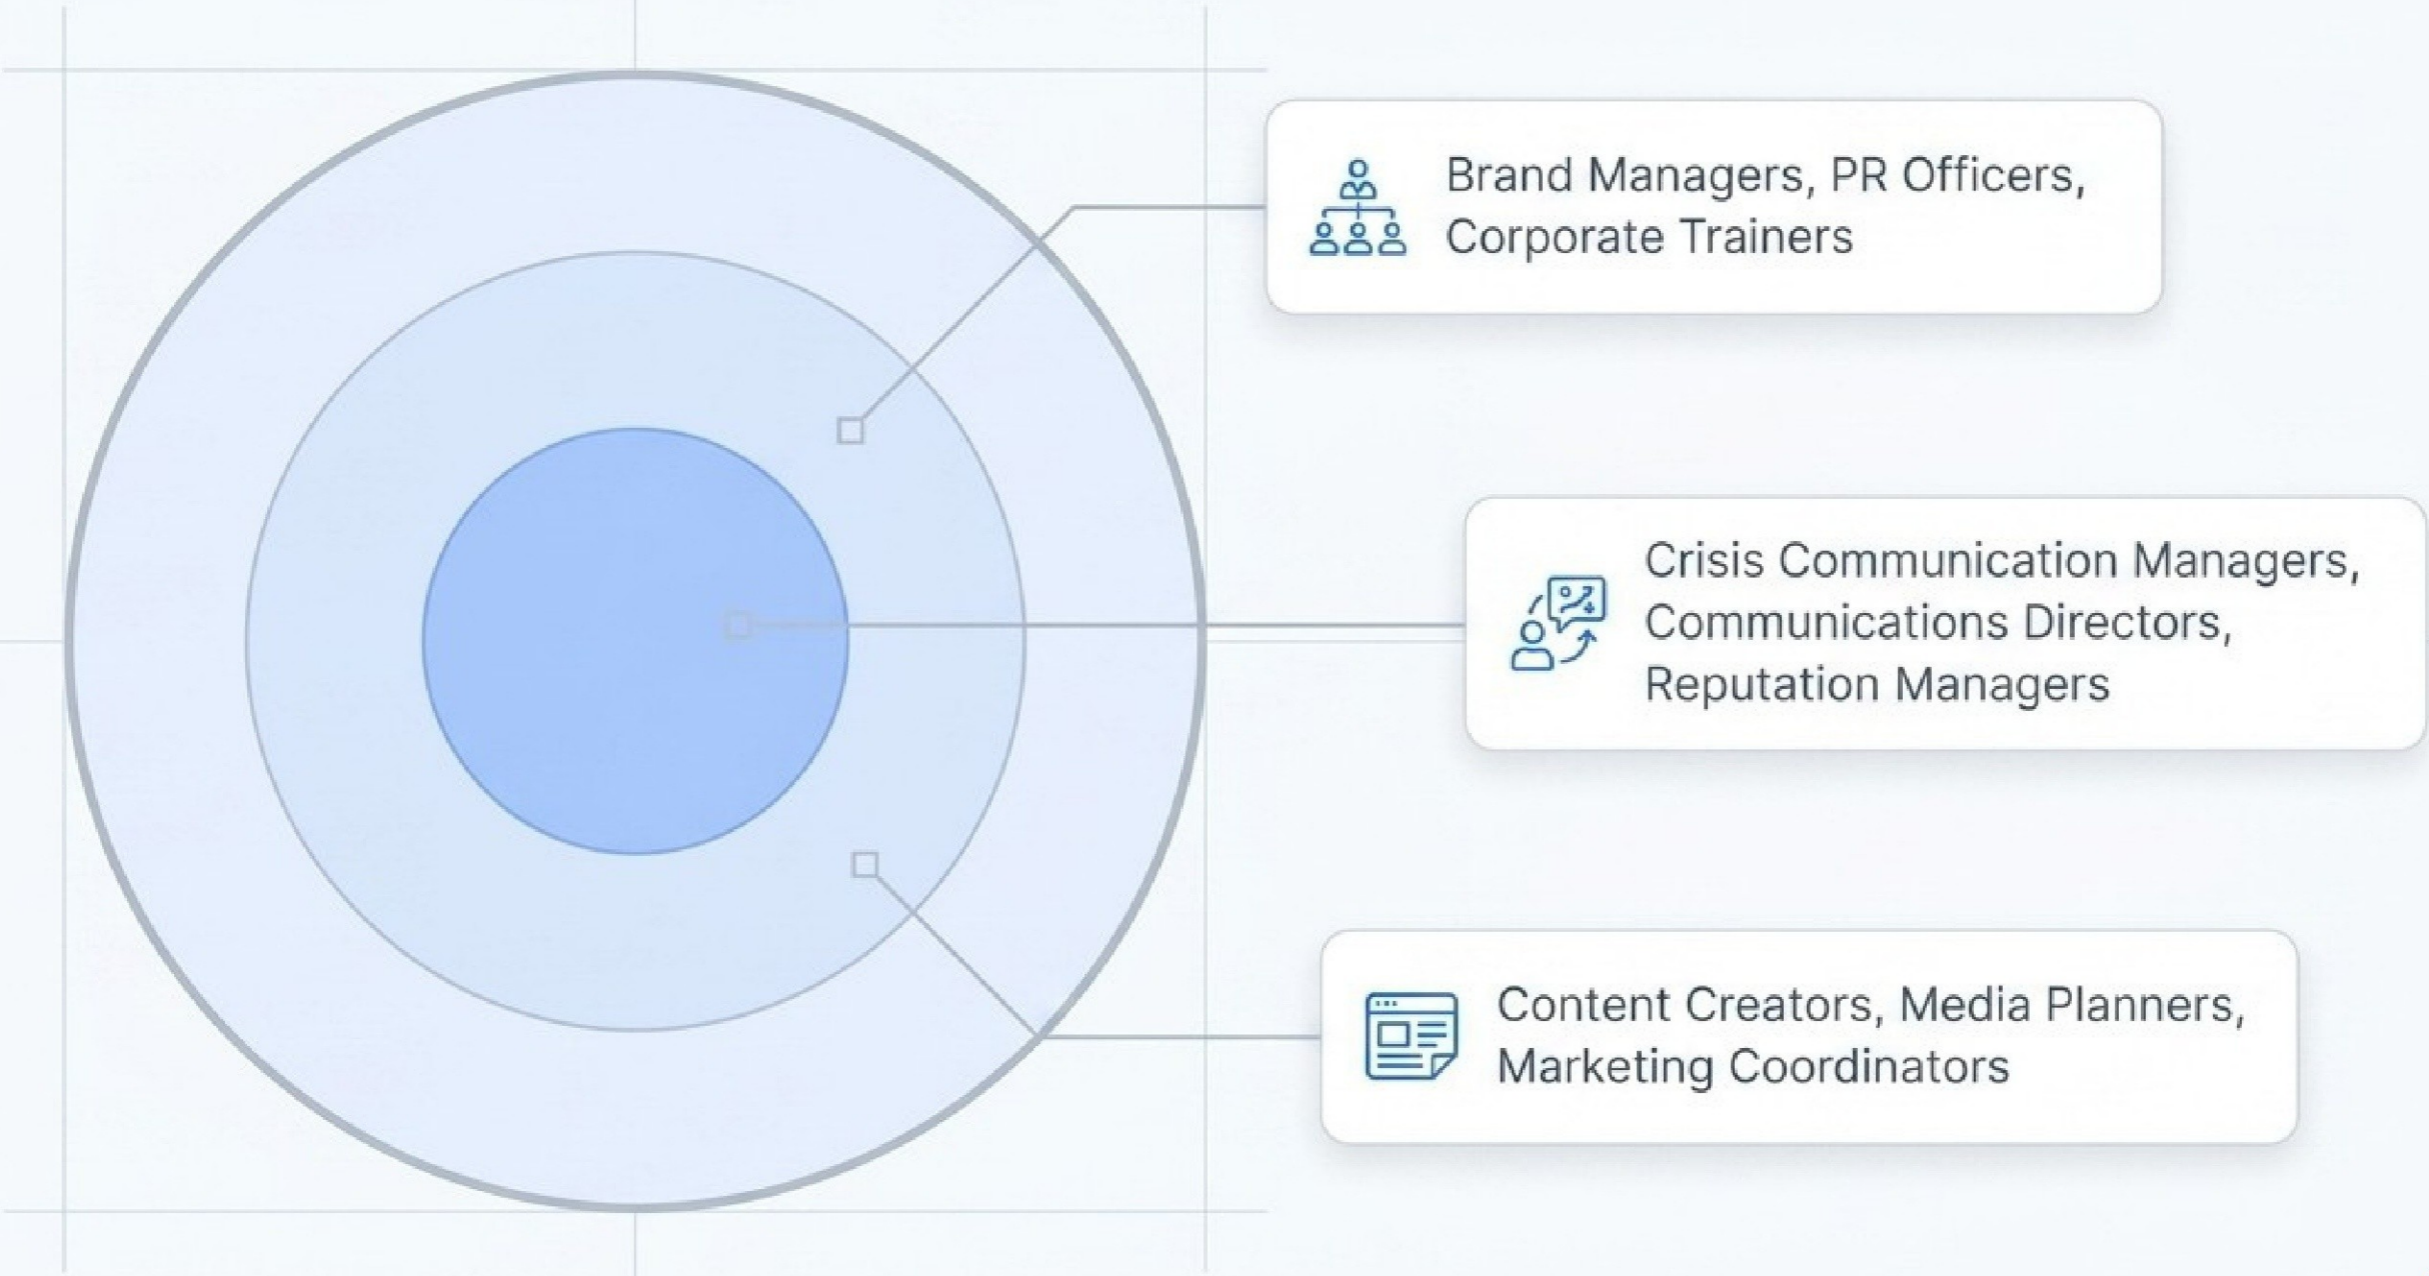 Brand Managers, PR Officers,
Corporate Trainers
Crisis Communication Managers,
Communications Directors,
Reputation Managers
Content Creators, Media Planners,
Marketing Coordinators